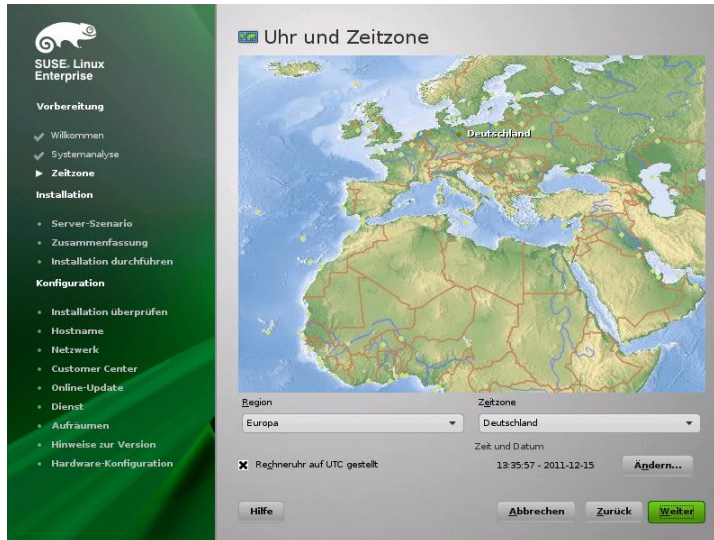 SUSE. Linux
Enterprise
Vorbereitung
Willkommen
Systemanalyse
Zeitzone
Installation
Server-Szenario
Zusammenfassung
Installation durchführen
Konfiguration
Installation überprüfen
Hostname
Netzwerk
Customer Center
Online-Update
Dienst
Aufräumen
Hinweise zur Version
Hardware-Konfiguration
Uhr und Zeitzone
Deutschland
Region
Zeitzone
Europa
Deutschland
Zeit und Datum
Rechneruhr auf UTC gestellt
13:35:57 - 2011-12-15
Ändern...
Hilfe
Abbrechen
Zurück
Weiter